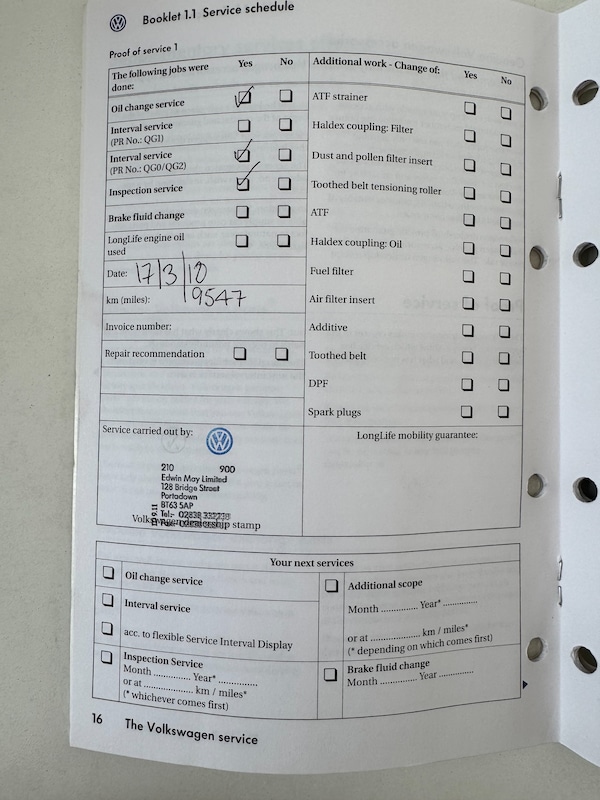 Booklet 1.1 Service schedule
Proof of service 1
The following jobs were done: Yes No
Oil change service
Interval service (PR No.: QG1)
Interval service (PR No.: QG0/QG2)
Inspection service
Brake fluid change
LongLife engine oil used
Date: 17/3/10
km (miles): 19547
Invoice number:
Repair recommendation
Service carried out by:
210 900
Edwin May Limited
128 Bridge Street
Portadown
BT63 5AP
Tel:- 02838
Volkswagen dealership stamp
Additional work - Change of: Yes No
ATF strainer
Haldex coupling: Filter
Dust and pollen filter insert
Toothed belt tensioning roller
ATF
Haldex coupling: Oil
Fuel filter
Air filter insert
Additive
Toothed belt
DPF
Spark plugs
LongLife mobility guarantee:
Your next services
Oil change service
Interval service
acc. to flexible Service Interval Display
Inspection Service
Month .............. Year* ..............
or at .................. km / miles*
(* whichever comes first)
Additional scope
Month .............. Year* .............
or at .................. km / miles*
(* depending on which comes first)
Brake fluid change
Month .............. Year .............
16 The Volkswagen service